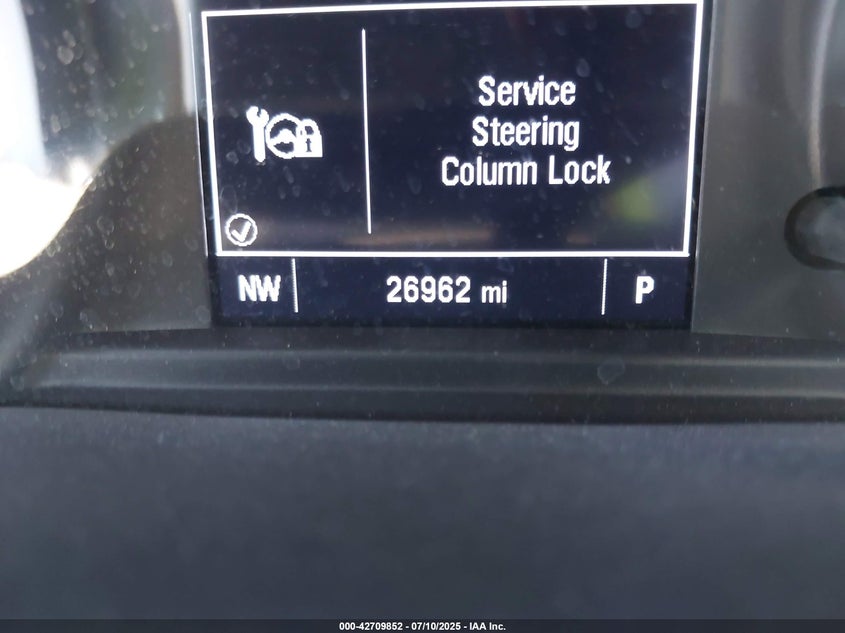 Service
Steering
Column Lock
NW 26962 mi P
000-42709852 - 07/10/2025 - IAA Inc.